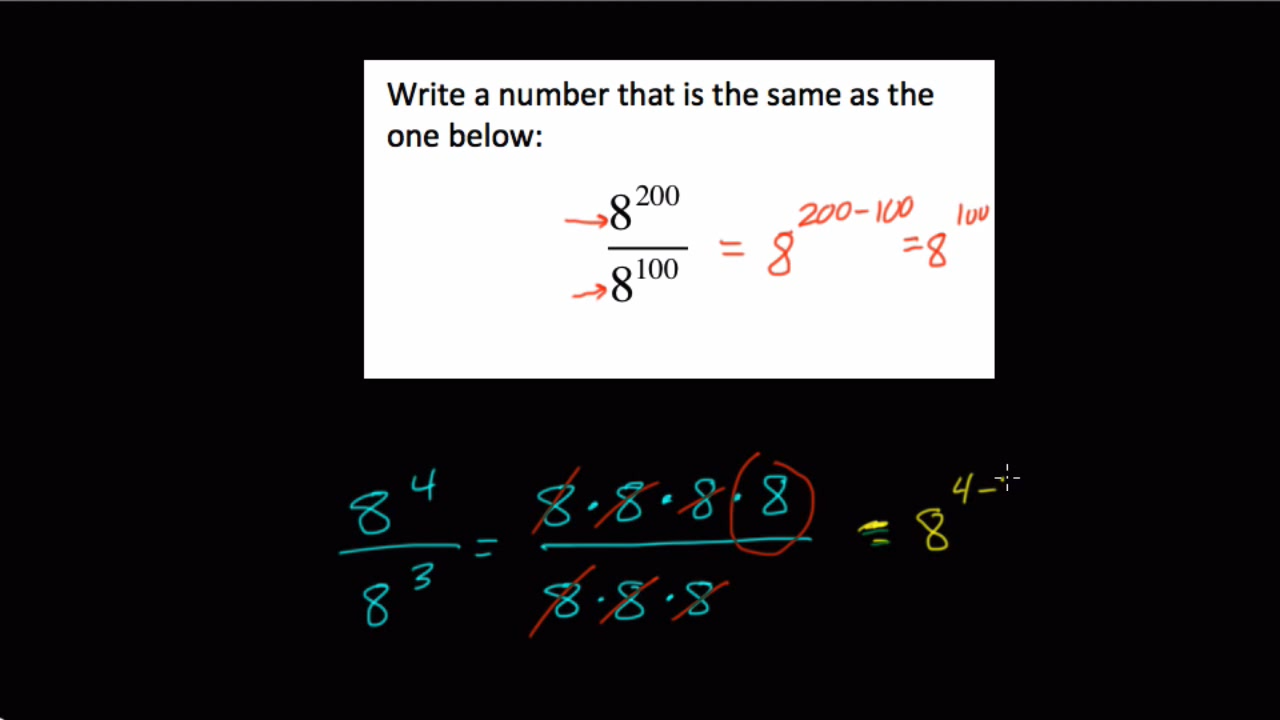 Write a number that is the same as the
one below:
→8^200 / →8^100 = 8^(200-100) = 8^100
8^4 / 8^3 = 8·8·8·8 / 8·8·8 = 8^(4-